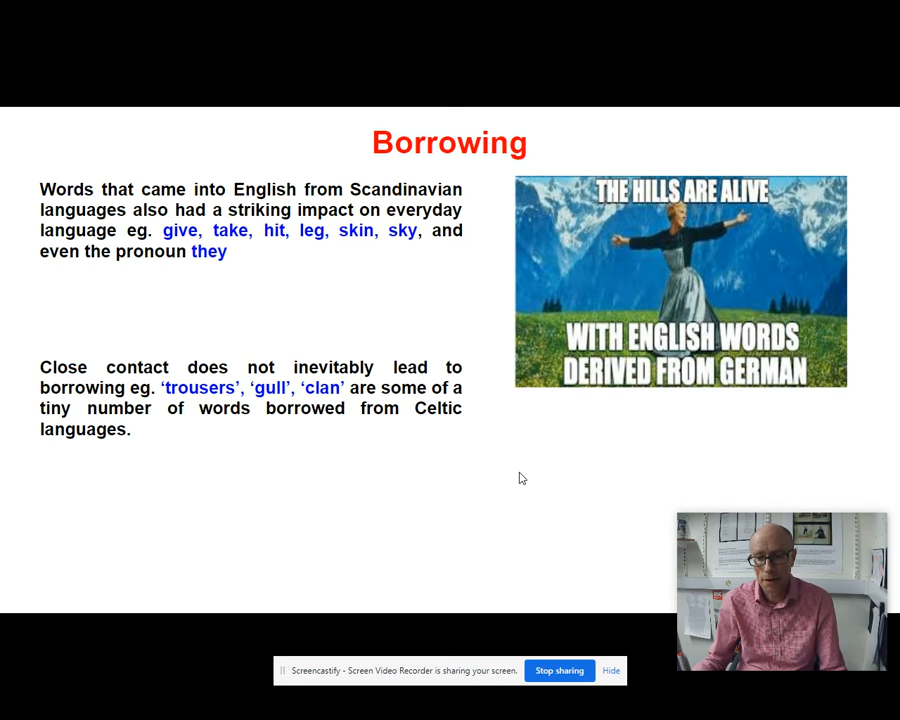 Borrowing
Words that came into English from Scandinavian
languages also had a striking impact on everyday
language eg. give, take, hit, leg, skin, sky, and
even the pronoun they
THE HILLS ARE ALIVE
WITH ENGLISH WORDS
DERIVED FROM GERMAN
Close contact does not inevitably lead to
borrowing eg. ‘trousers’, ‘gull’, ‘clan’ are some of a
tiny number of words borrowed from Celtic
languages.
Screencastify - Screen Video Recorder is sharing your screen.
Stop sharing
Hide